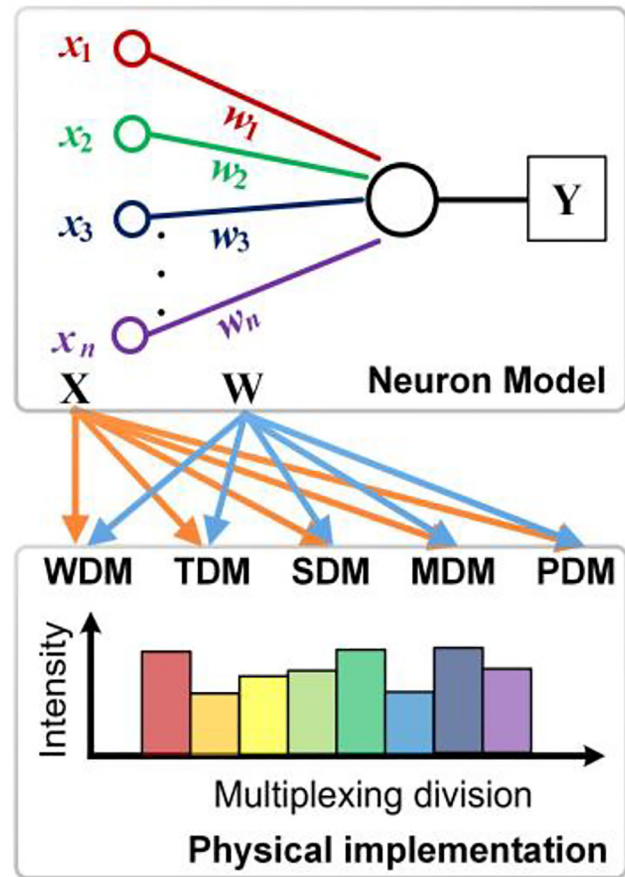 x1
w1
x2
w2
x3
w3
Y
xn
wn
X W
Neuron Model
WDM TDM SDM MDM PDM
Intensity
Multiplexing division
Physical implementation